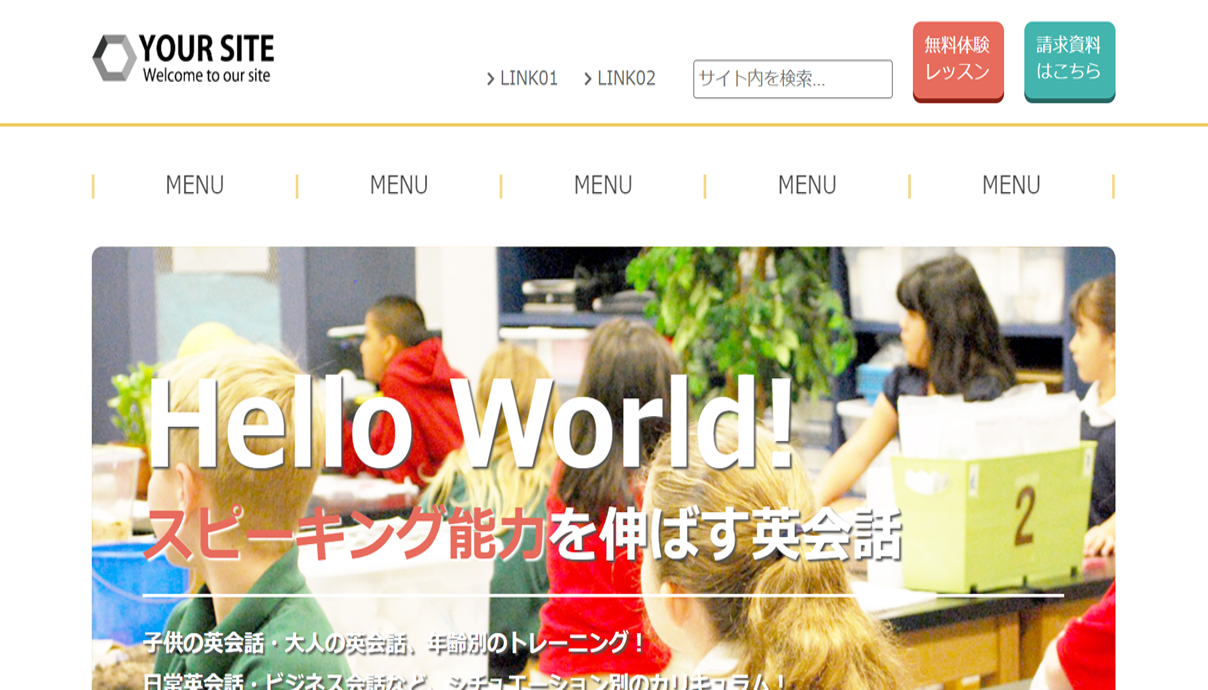 YOUR SITE
Welcome to our site
LINK01
LINK02
サイト内を検索...
無料体験
レッスン
請求資料
はこちら
MENU
MENU
MENU
MENU
MENU
Hello World!
2
スピーキング能力を伸ばす英会話
子供の英会話・大人の英会話、年齢別のトレーニング！
日常英会話・ビジネス会話など、シチュエーション別のカリキュラム！